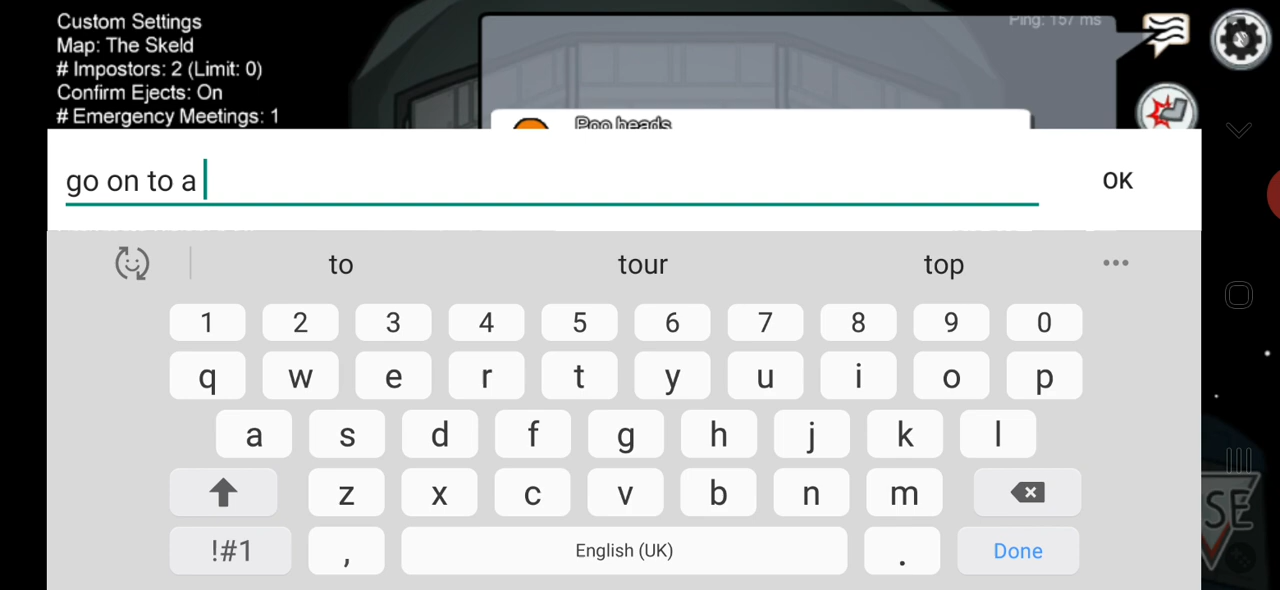 Custom Settings
Map: The Skeld
# Impostors: 2 (Limit: 0)
Confirm Ejects: On
# Emergency Meetings: 1
Ping: 157 ms
Poo heads
go on to a
OK
to tour top
1 2 3 4 5 6 7 8 9 0
q w e r t y u i o p
a s d f g h j k l
z x c v b n m
!#1 , English (UK) . Done
SE